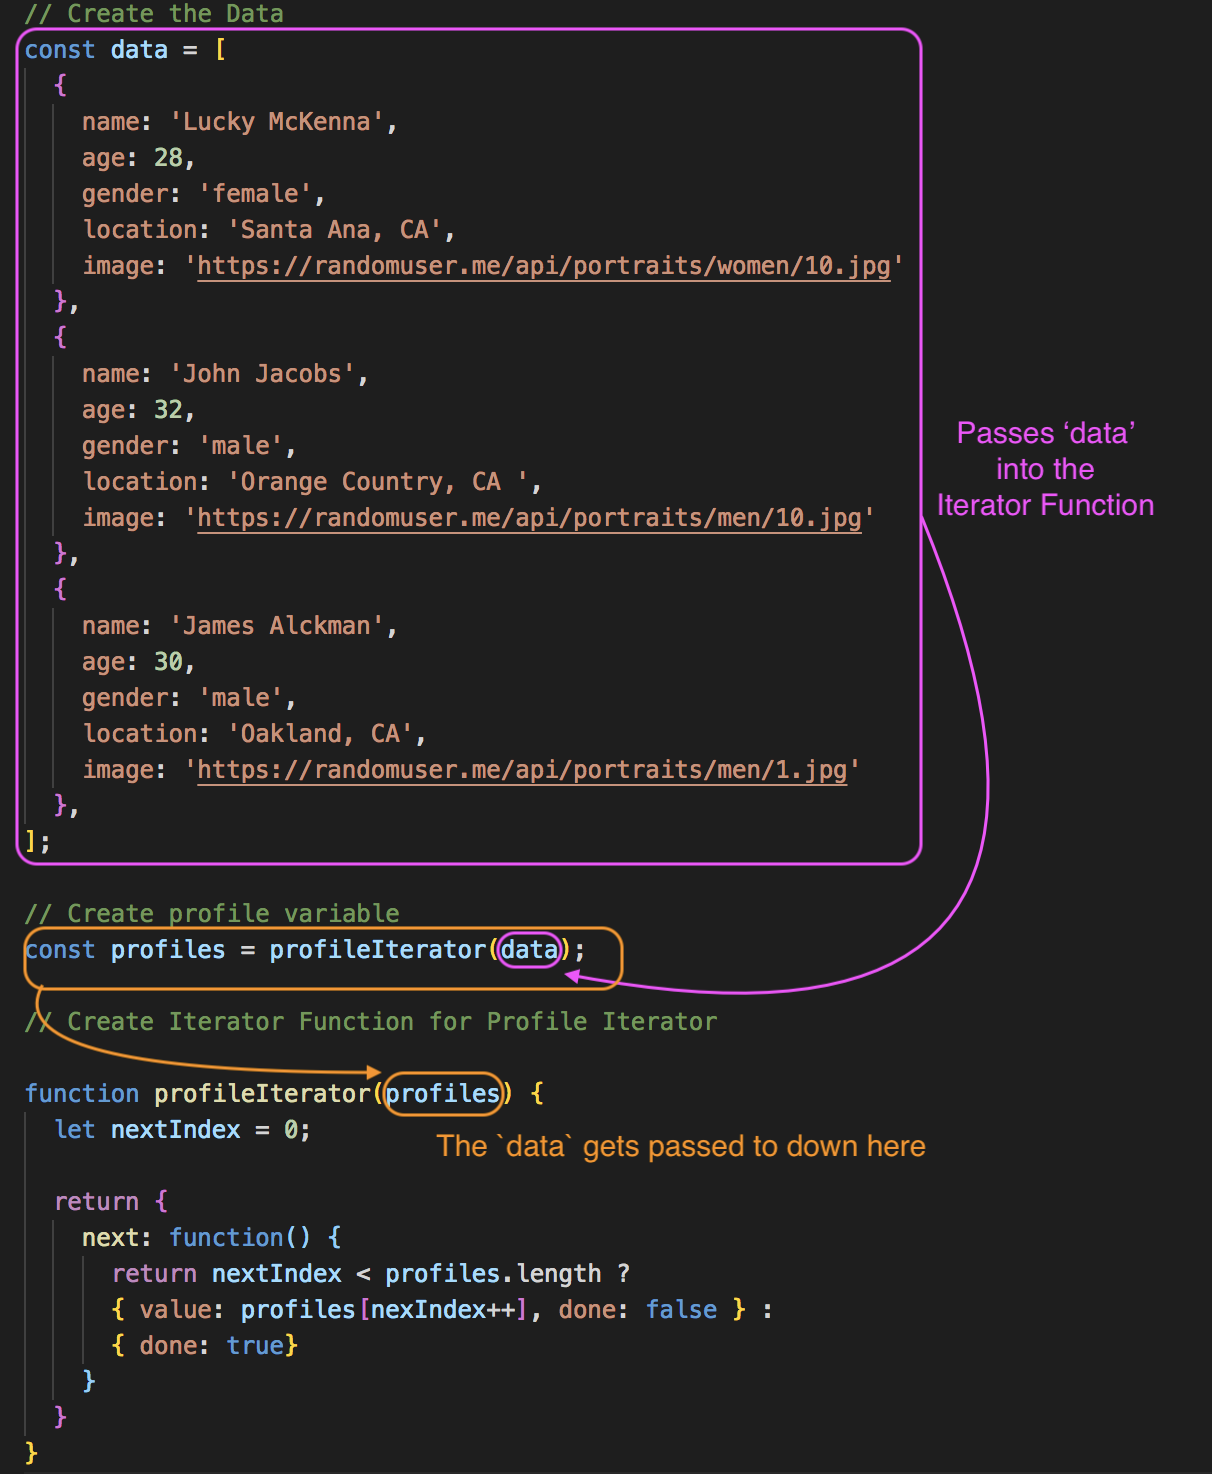 // Create the Data
const data = [
{
name: 'Lucky McKenna',
age: 28,
gender: 'female',
location: 'Santa Ana, CA',
image: 'https://randomuser.me/api/portraits/women/10.jpg'
},
{
name: 'John Jacobs',
age: 32,
gender: 'male',
location: 'Orange Country, CA ',
image: 'https://randomuser.me/api/portraits/men/10.jpg'
},
{
name: 'James Alckman',
age: 30,
gender: 'male',
location: 'Oakland, CA',
image: 'https://randomuser.me/api/portraits/men/1.jpg'
},
];
Passes ‘data’
into the
Iterator Function
// Create profile variable
const profiles = profileIterator(data);
// Create Iterator Function for Profile Iterator
function profileIterator(profiles) {
let nextIndex = 0;
The `data` gets passed to down here
return {
next: function() {
return nextIndex < profiles.length ?
{ value: profiles[nexIndex++], done: false } :
{ done: true}
}
}
}